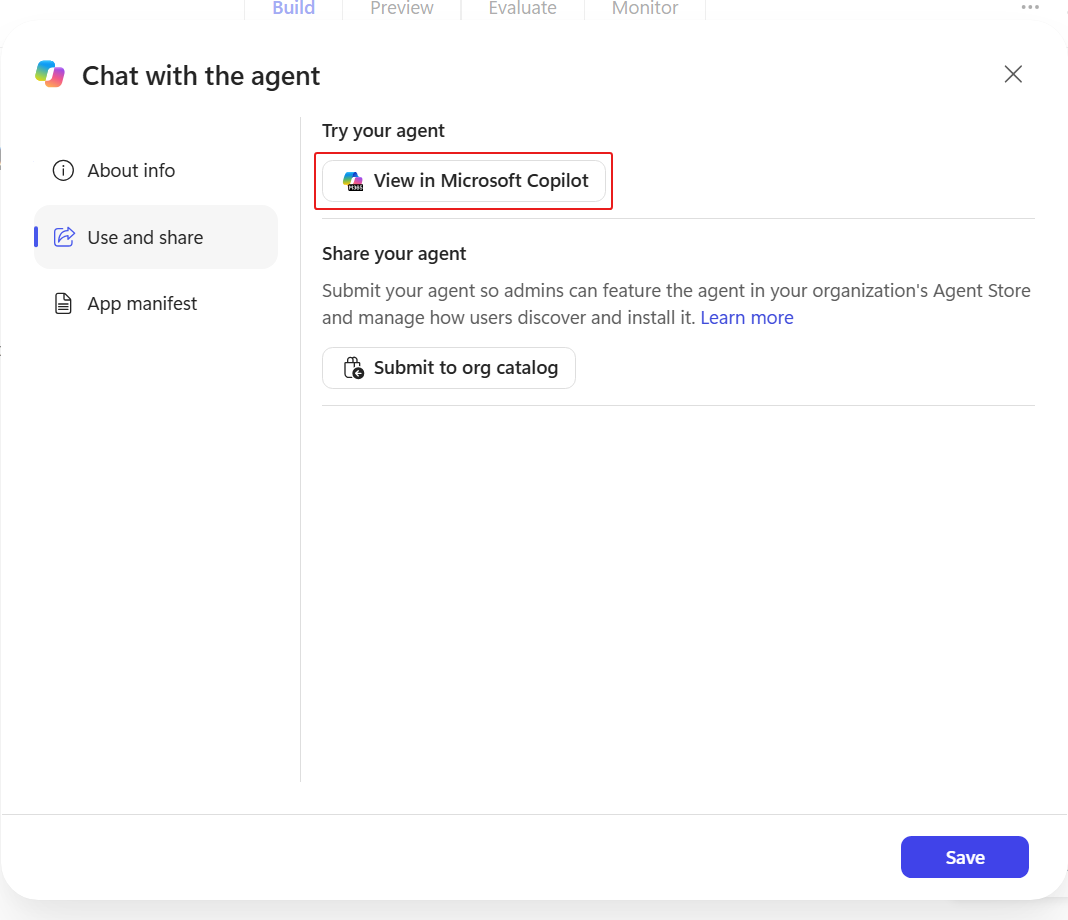 Build Preview Evaluate Monitor
Chat with the agent
About info
Use and share
App manifest
Try your agent
View in Microsoft Copilot
Share your agent
Submit your agent so admins can feature the agent in your organization's Agent Store
and manage how users discover and install it. Learn more
Submit to org catalog
Save